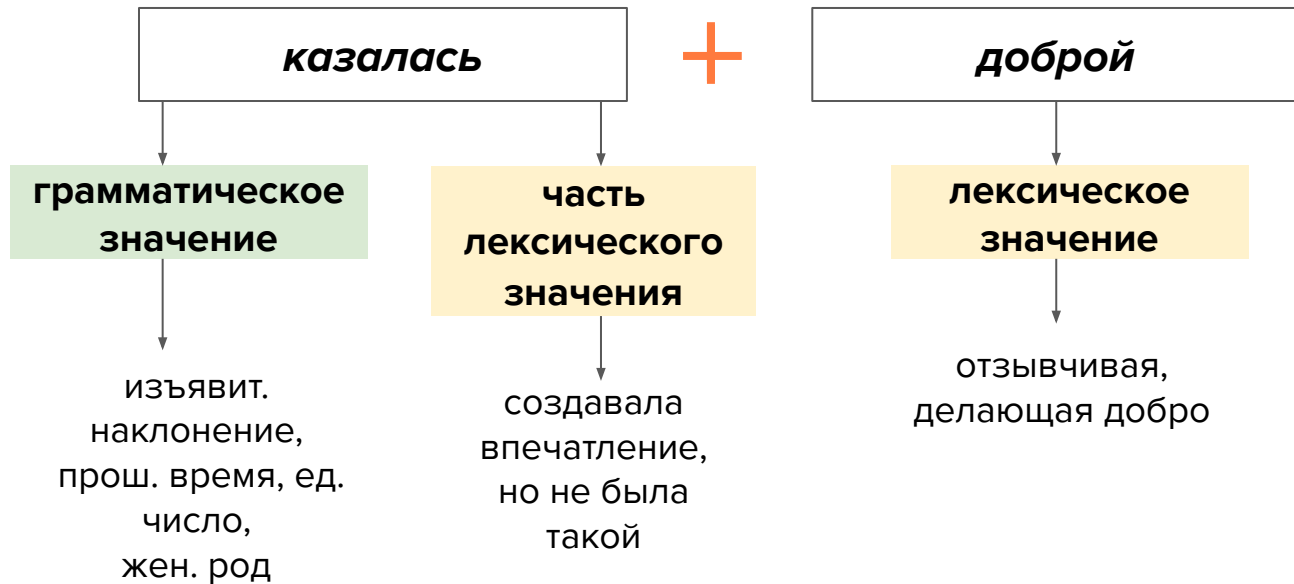 казалась
+
доброй
грамматическое
значение
часть
лексического
значения
лексическое
значение
изъявит.
наклонение,
прош. время, ед.
число,
жен. род
создавала
впечатление,
но не была
такой
отзывчивая,
делающая добро